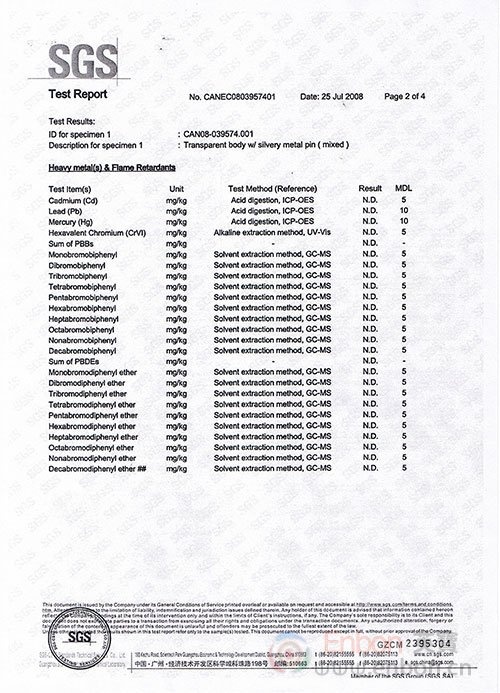 SGS
Test Report No. CANEC0803957401 Date: 25 Jul 2008 Page 2 of 4
Test Results:
ID for specimen 1 : CAN08-039574.001
Description for specimen 1 : Transparent body w/ silvery metal pin ( mixed )
Heavy metal(s) & Flame Retardants
Test Item(s) Unit Test Method (Reference) Result MDL
Cadmium (Cd) mg/kg Acid digestion, ICP-OES N.D. 5
Lead (Pb) mg/kg Acid digestion, ICP-OES N.D. 10
Mercury (Hg) mg/kg Acid digestion, ICP-OES N.D. 10
Hexavalent Chromium (CrVI) mg/kg Alkaline extraction method, UV-Vis N.D. 5
Sum of PBBs mg/kg - N.D. -
Monobromobiphenyl mg/kg Solvent extraction method, GC-MS N.D. 5
Dibromobiphenyl mg/kg Solvent extraction method, GC-MS N.D. 5
Tribromobiphenyl mg/kg Solvent extraction method, GC-MS N.D. 5
Tetrabromobiphenyl mg/kg Solvent extraction method, GC-MS N.D. 5
Pentabromobiphenyl mg/kg Solvent extraction method, GC-MS N.D. 5
Hexabromobiphenyl mg/kg Solvent extraction method, GC-MS N.D. 5
Heptabromobiphenyl mg/kg Solvent extraction method, GC-MS N.D. 5
Octabromobiphenyl mg/kg Solvent extraction method, GC-MS N.D. 5
Nonabromobiphenyl mg/kg Solvent extraction method, GC-MS N.D. 5
Decabromobiphenyl mg/kg Solvent extraction method, GC-MS N.D. 5
Sum of PBDEs mg/kg - N.D. -
Monobromodiphenyl ether mg/kg Solvent extraction method, GC-MS N.D. 5
Dibromodiphenyl ether mg/kg Solvent extraction method, GC-MS N.D. 5
Tribromodiphenyl ether mg/kg Solvent extraction method, GC-MS N.D. 5
Tetrabromodiphenyl ether mg/kg Solvent extraction method, GC-MS N.D. 5
Pentabromodiphenyl ether mg/kg Solvent extraction method, GC-MS N.D. 5
Hexabromodiphenyl ether mg/kg Solvent extraction method, GC-MS N.D. 5
Heptabromodiphenyl ether mg/kg Solvent extraction method, GC-MS N.D. 5
Octabromodiphenyl ether mg/kg Solvent extraction method, GC-MS N.D. 5
Nonabromodiphenyl ether mg/kg Solvent extraction method, GC-MS N.D. 5
Decabromodiphenyl ether ## mg/kg Solvent extraction method, GC-MS N.D. 5
This document is issued by the Company under its General Conditions of Service printed overleaf or available on request and accessible at http://www.sgs.com/terms_and_conditions.
SGS
GZCM 2395304
中国·广州·经济技术开发区科学城科珠路198号 邮编:510663
Member of the SGS Group (SGS SA)